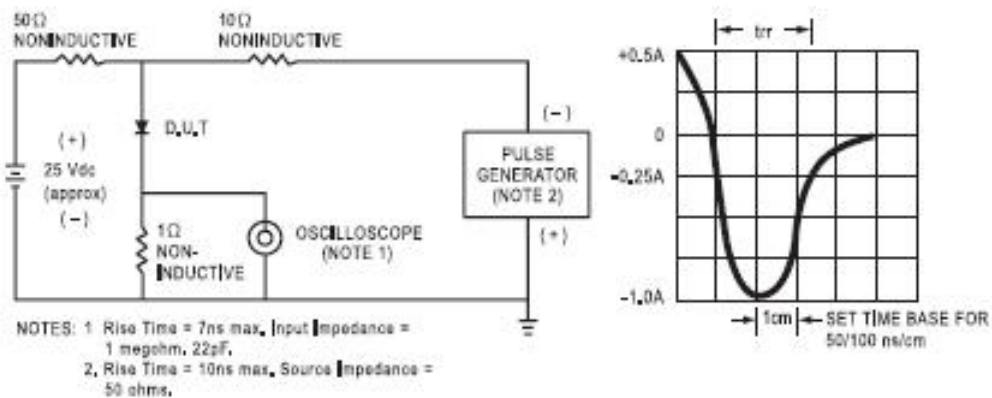 50Ω
NONINDUCTIVE
10Ω
NONINDUCTIVE
D.U.T
(+)
25 Vdc
(approx)
(−)
1Ω
NON-
INDUCTIVE
OSCILLOSCOPE
(NOTE 1)
(−)
PULSE
GENERATOR
(NOTE 2)
(+)
NOTES: 1 Rise Time = 7ns max. Input Impedance =
1 megohm. 22pF.
2. Rise Time = 10ns max. Source Impedance =
50 ohms.
trr
+0.5A
0
-0.25A
-1.0A
1cm
SET TIME BASE FOR
50/100 ns/cm